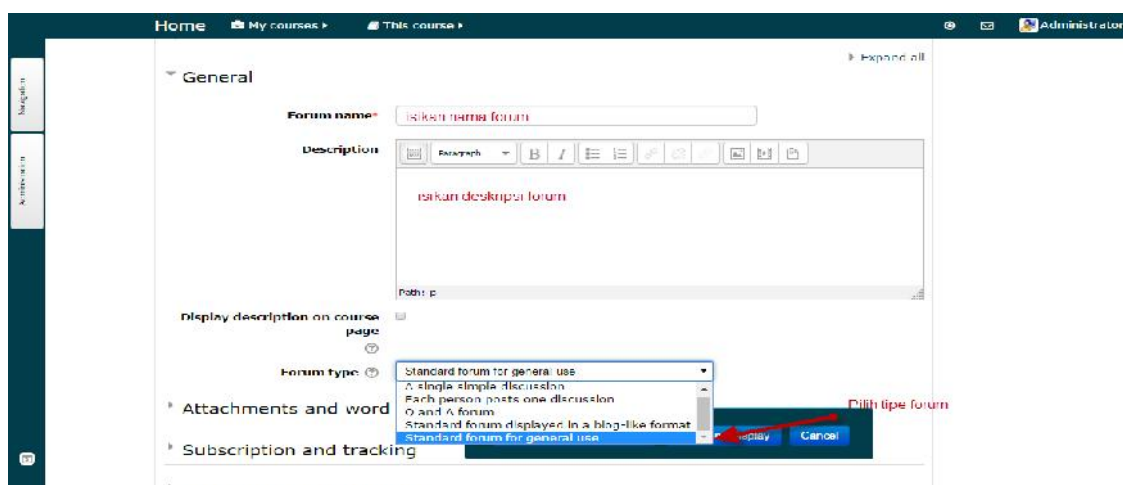 Home My courses This course Administrator
Navigation
Administration
Expand all
General
Forum name*
isikan nama forum
Description
Paragraph B I
isikan deskripsi forum
Path: p
Display description on course page
Forum type
Standard forum for general use
A single simple discussion
Each person posts one discussion
Q and A forum
Standard forum displayed in a blog-like format
Standard forum for general use
Attachments and word
Pilih tipe forum
display Cancel
Subscription and tracking